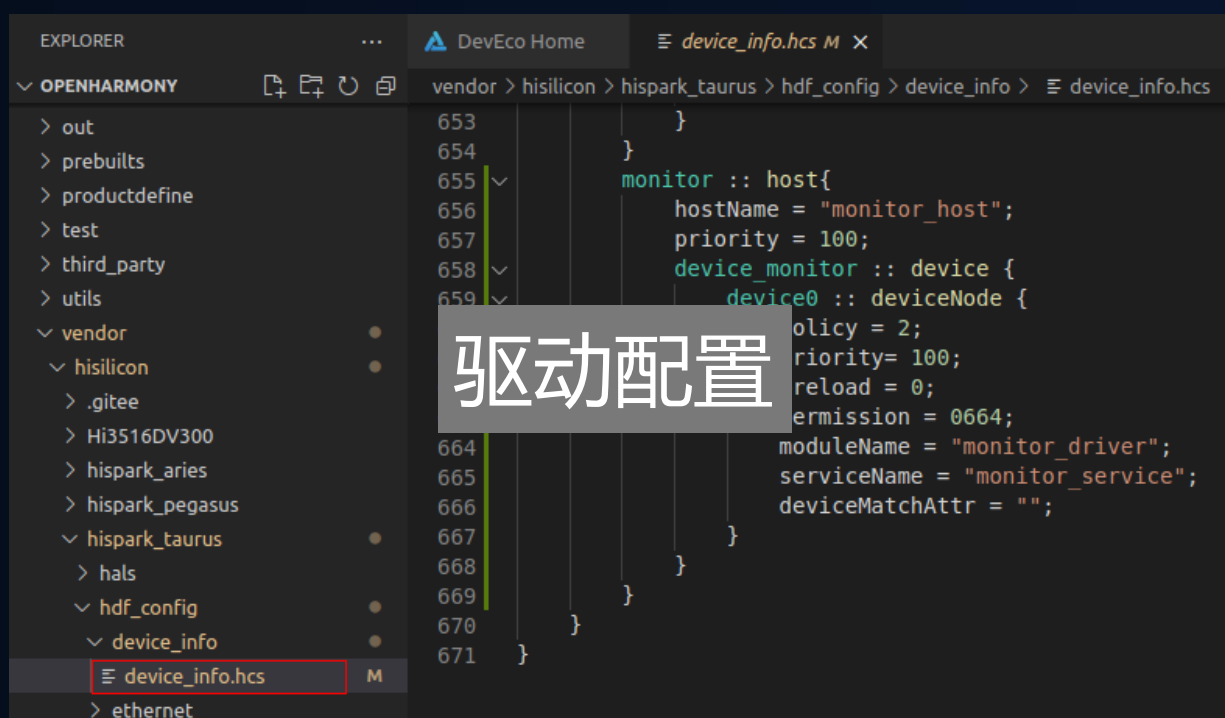 EXPLORER
···
DevEco Home
device_info.hcs M
OPENHARMONY
vendor > hisilicon > hispark_taurus > hdf_config > device_info > device_info.hcs
out
prebuilts
productdefine
test
third_party
utils
vendor
hisilicon
.gitee
Hi3516DV300
hispark_aries
hispark_pegasus
hispark_taurus
hals
hdf_config
device_info
device_info.hcs M
ethernet
653 }
654 }
655 monitor :: host{
656 hostName = "monitor_host";
657 priority = 100;
658 device_monitor :: device {
659 device0 :: deviceNode {
olicy = 2;
riority= 100;
reload = 0;
ermission = 0664;
驱动配置
664 moduleName = "monitor_driver";
665 serviceName = "monitor_service";
666 deviceMatchAttr = "";
667 }
668 }
669 }
670 }
671 }